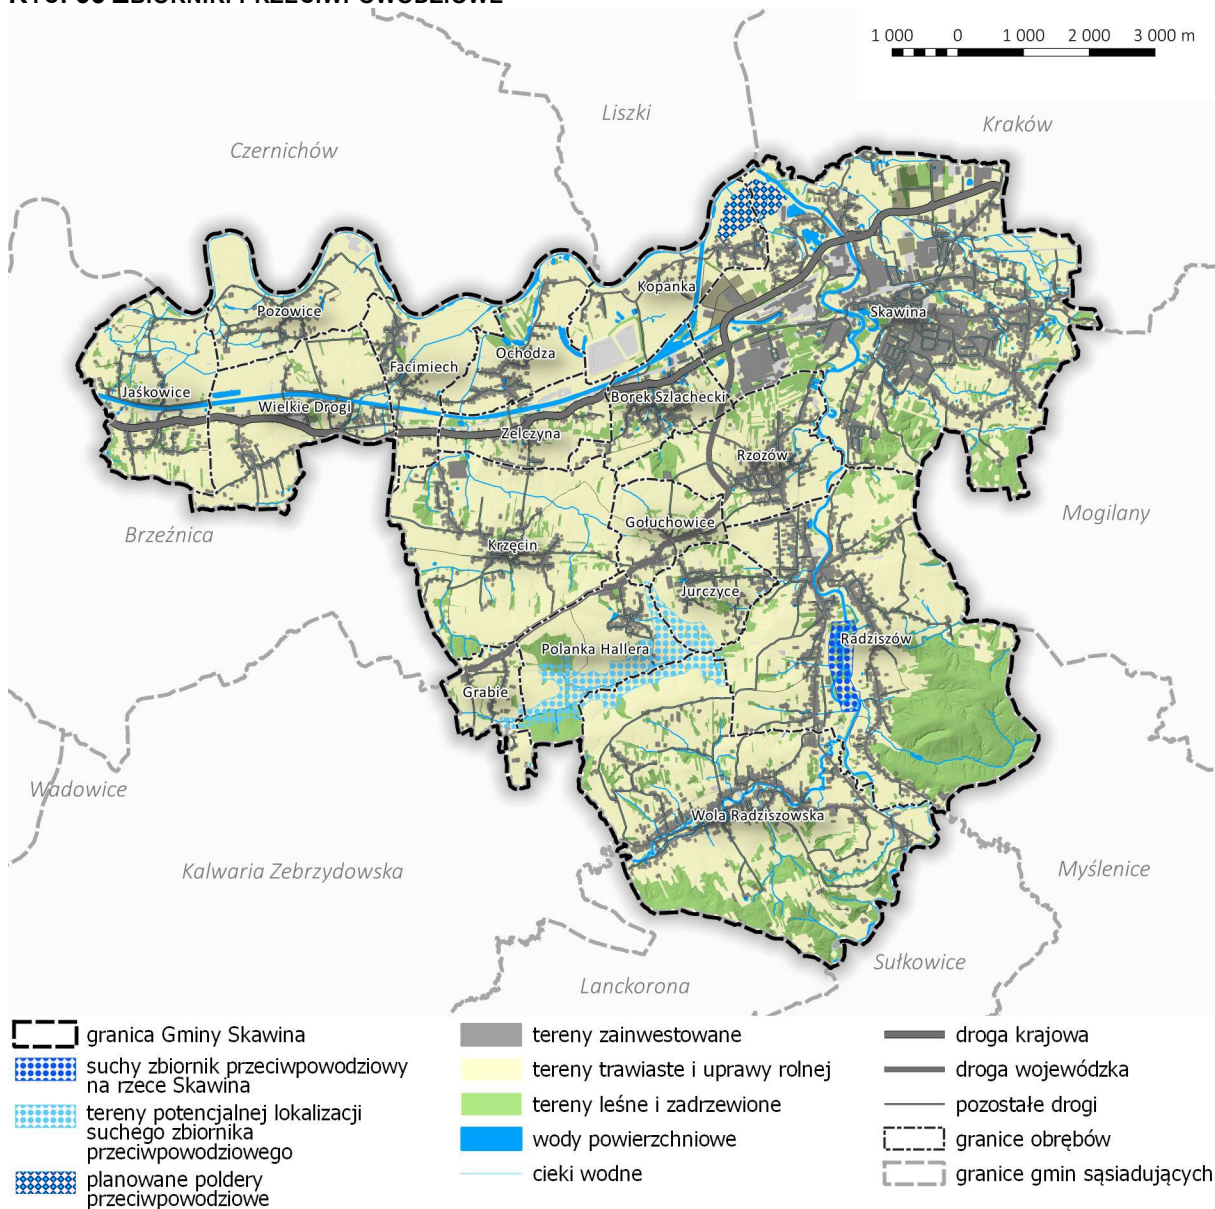 RYC. 38 ZBIORNIKI PRZECIWPOWODZIOWE
1 000 0 1 000 2 000 3 000 m
Liszki
Kraków
Czernichów
Kopanka
Pozowice
Skawina
Ochodza
Facimiech
Jaśkowice
Borek Szlachecki
Wielkie Drogi
Zelczyna
Rzozów
Mogilany
Gołuchowice
Brzeźnica
Krzęcin
Jurczyce
Radziszów
Polanka Hallera
Grabie
Wadowice
Wola Radziszowska
Kalwaria Zebrzydowska
Myślenice
Sułkowice
Lanckorona
granica Gminy Skawina
suchy zbiornik przeciwpowodziowy
na rzece Skawina
tereny potencjalnej lokalizacji
suchego zbiornika
przeciwpowodziowego
planowane poldery
przeciwpowodziowe
tereny zainwestowane
tereny trawiaste i uprawy rolnej
tereny leśne i zadrzewione
wody powierzchniowe
cieki wodne
droga krajowa
droga wojewódzka
pozostałe drogi
granice obrębów
granice gmin sąsiadujących